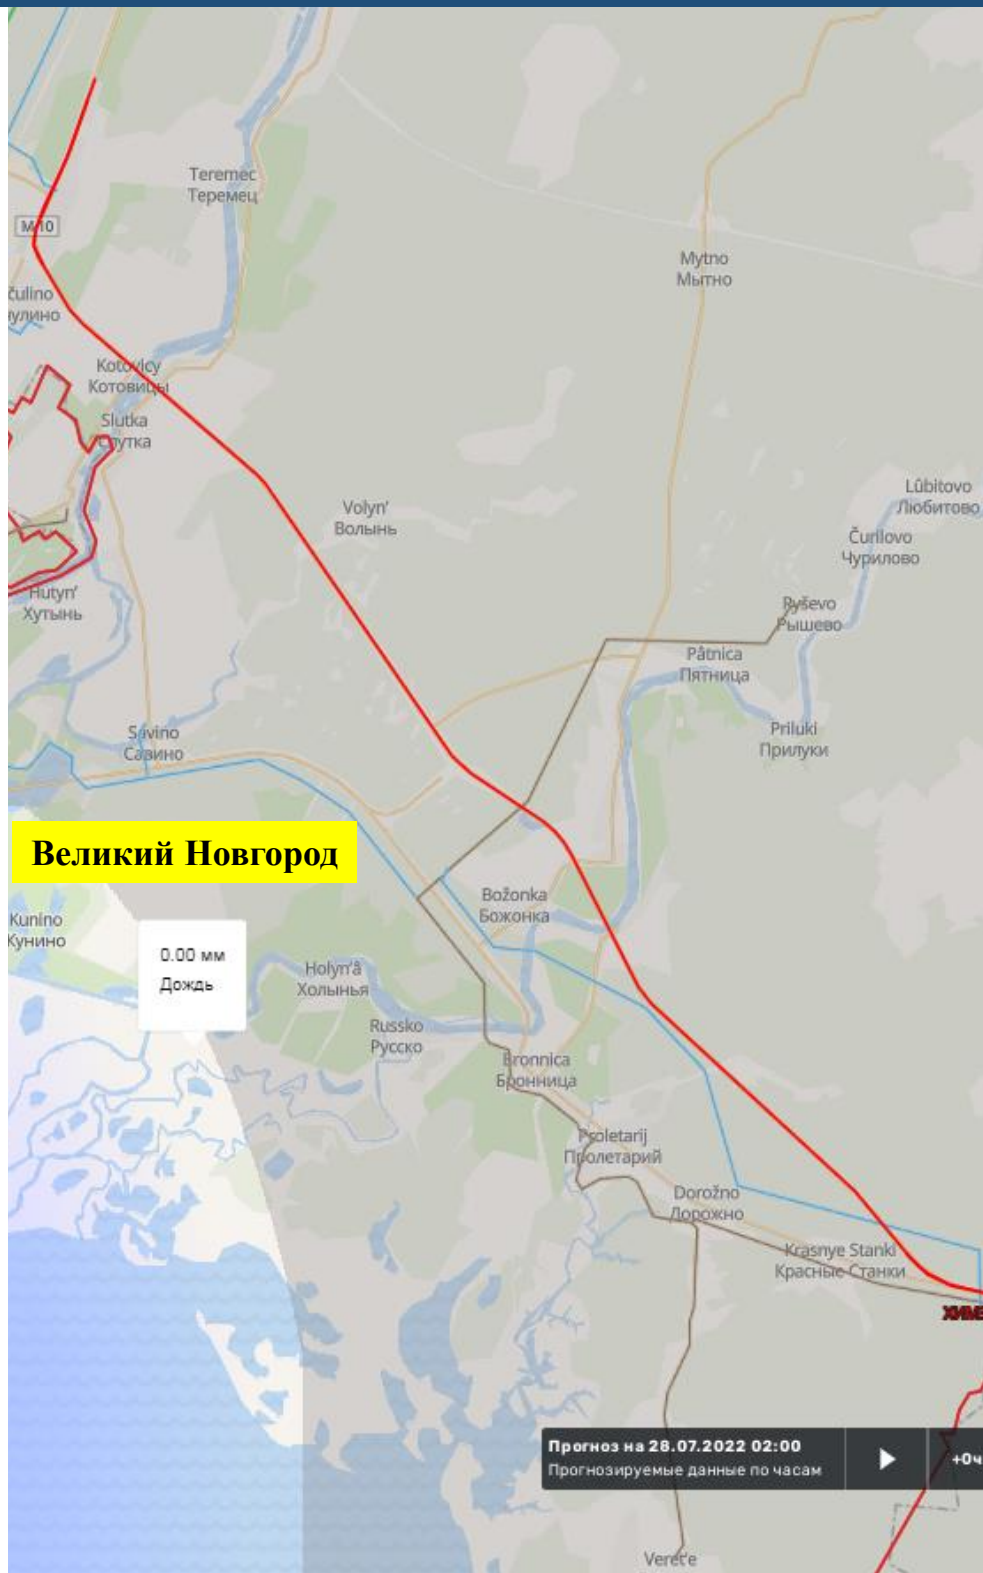 Teremec
Теремец
M 10
Mytno
Мытно
čulino
Kotovicy
Котовицы
Slutka
Слутка
Lûbitovo
Любитово
Volyn'
Волынь
Čurilovo
Чурилово
Hutyn'
Хутынь
Ryševo
Рышево
Pâtnica
Пятница
Savino
Савино
Priluki
Прилуки
Великий Новгород
Božonka
Божонка
Kunino
Кунино
0.00 мм
Дождь
Holyn'â
Холынья
Russko
Русско
Bronnica
Бронница
Proletarij
Пролетарий
Dorožno
Дорожно
Krasnye Stanki
Красные Станки
Прогноз на 28.07.2022 02:00
Прогнозируемые данные по часам
+0ч
Veret'e